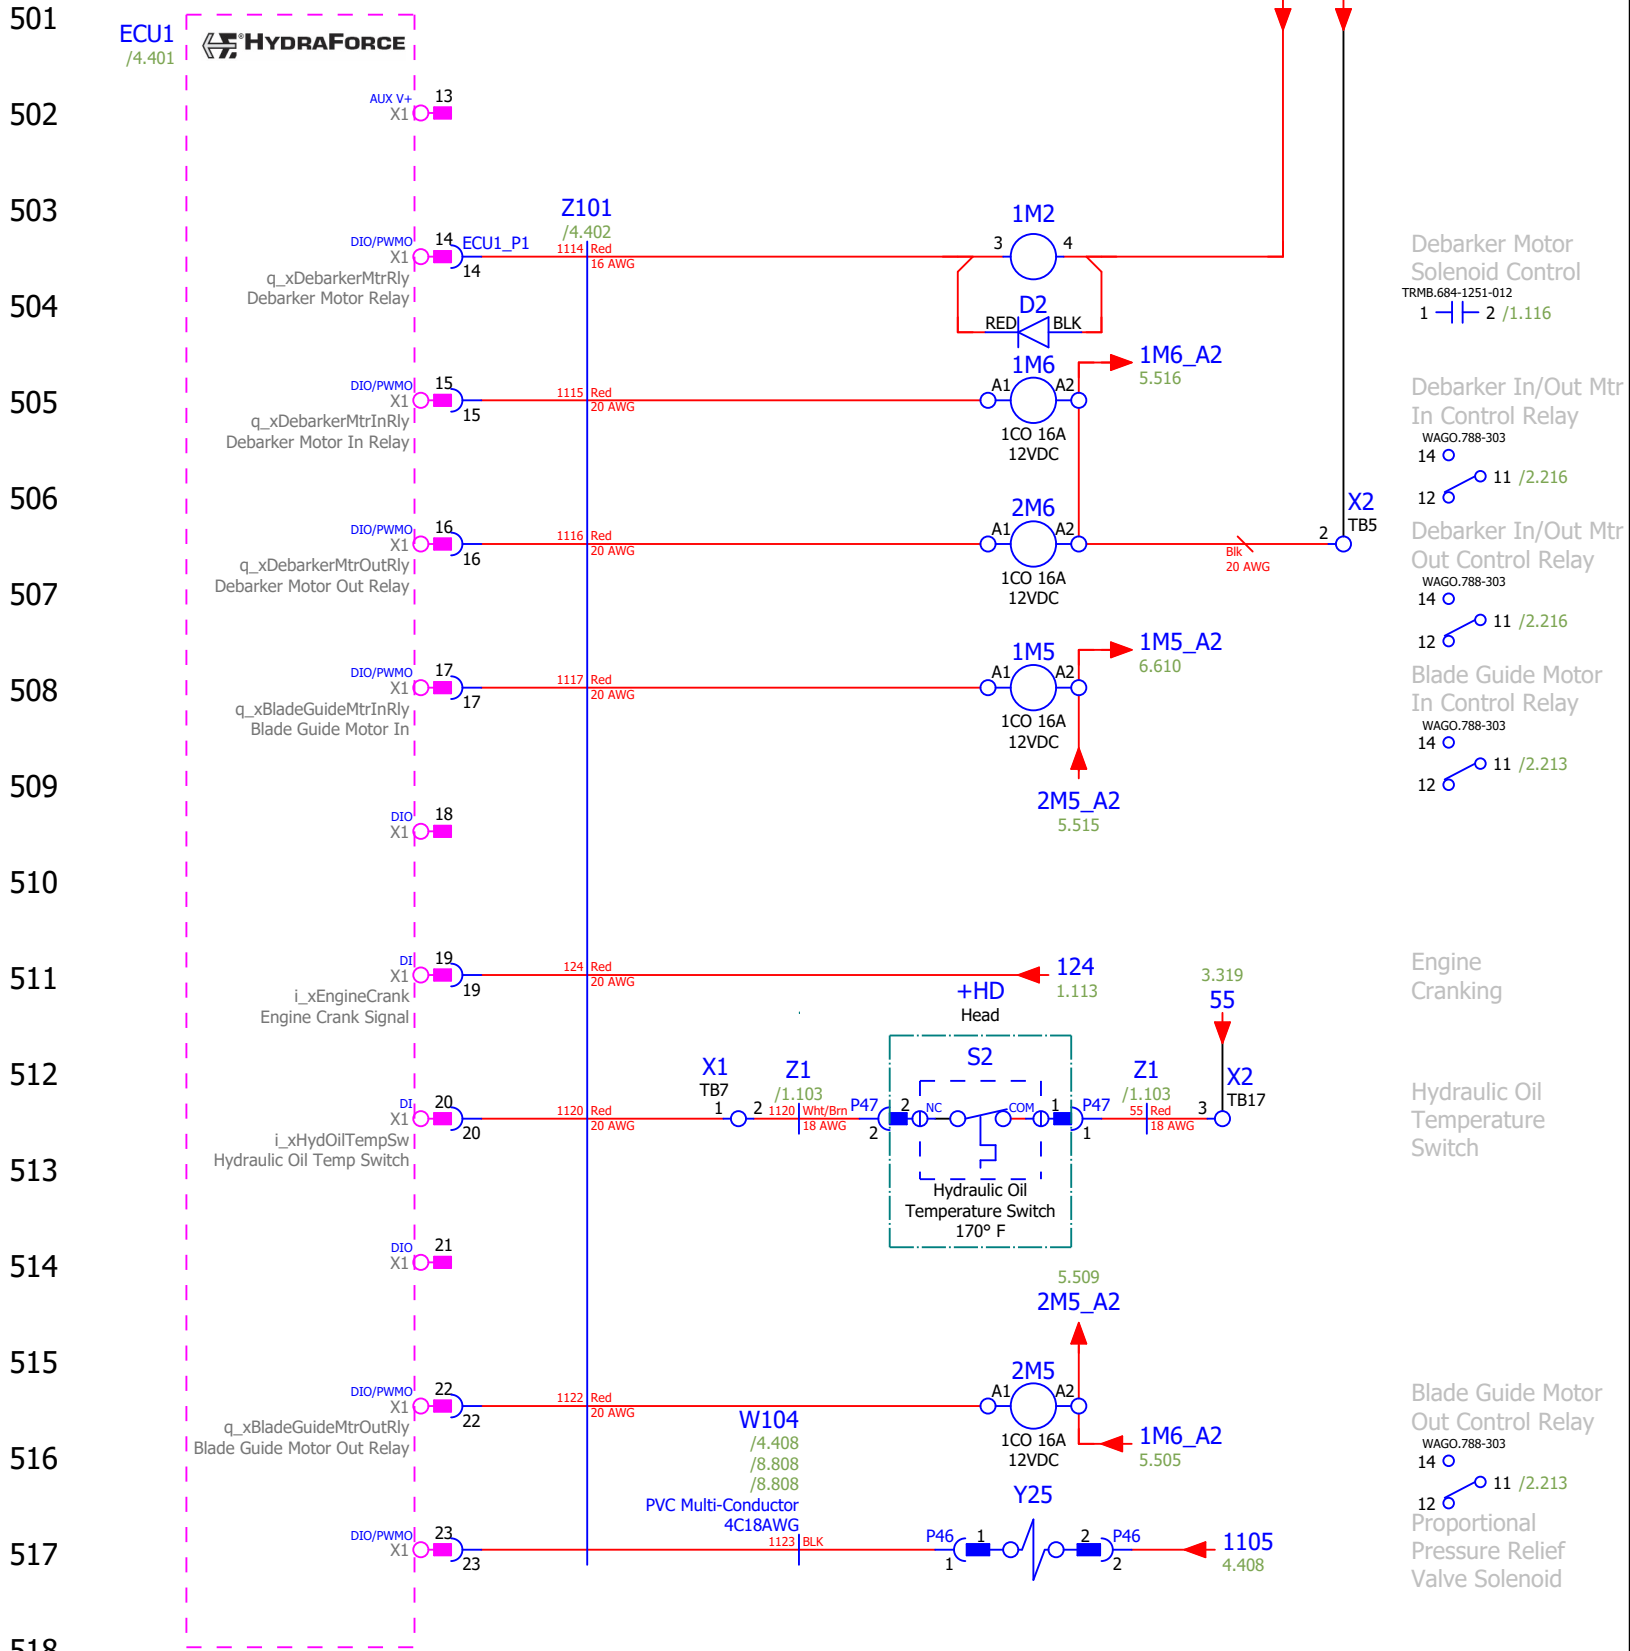 501
ECU1
/4.401
HYDRAFORCE
AUX V+
13
X1
502
503
Z101
/4.402
1M2
DIO/PWMO
14
ECU1_P1
1114
Red
3
4
X1
14
16 AWG
q_xDebarkerMtrRly
Debarker Motor Relay
Debarker Motor
Solenoid Control
TRMB.684-1251-012
1
2
/1.116
504
D2
RED
BLK
1M6
1M6_A2
5.516
DIO/PWMO
15
1115
Red
A1
A2
505
X1
15
20 AWG
q_xDebarkerMtrInRly
Debarker Motor In Relay
1CO 16A
12VDC
Debarker In/Out Mtr
In Control Relay
WAGO.788-303
14
11
/2.216
12
506
2M6
X2
TB5
DIO/PWMO
16
1116
Red
A1
A2
2
X1
16
20 AWG
Blk
20 AWG
q_xDebarkerMtrOutRly
Debarker Motor Out Relay
1CO 16A
12VDC
Debarker In/Out Mtr
Out Control Relay
WAGO.788-303
14
11
/2.216
12
507
1M5
1M5_A2
6.610
DIO/PWMO
17
1117
Red
A1
A2
508
X1
17
20 AWG
q_xBladeGuideMtrInRly
Blade Guide Motor In
1CO 16A
12VDC
Blade Guide Motor
In Control Relay
WAGO.788-303
14
11
/2.213
12
509
2M5_A2
5.515
DIO
18
X1
510
DI
19
124
Red
124
1.113
511
X1
19
20 AWG
i_xEngineCrank
Engine Crank Signal
+HD
Head
3.319
55
Engine
Cranking
512
X1
TB7
Z1
/1.103
S2
Z1
/1.103
X2
TB17
DI
20
1120
Red
1
2
1120
Wht/Brn
P47
2
NC
COM
1
P47
55
Red
3
X1
20
20 AWG
18 AWG
2
1
18 AWG
i_xHydOilTempSw
Hydraulic Oil Temp Switch
Hydraulic Oil
Temperature
Switch
513
Hydraulic Oil
Temperature Switch
170° F
DIO
21
X1
514
5.509
2M5_A2
515
2M5
DIO/PWMO
22
1122
Red
A1
A2
X1
22
20 AWG
q_xBladeGuideMtrOutRly
Blade Guide Motor Out Relay
1CO 16A
12VDC
1M6_A2
5.505
Blade Guide Motor
Out Control Relay
WAGO.788-303
14
11
/2.213
12
516
W104
/4.408
/8.808
/8.808
PVC Multi-Conductor
4C18AWG
Y25
DIO/PWMO
23
1123
BLK
P46
1
2
P46
1105
4.408
517
X1
23
1
2
Proportional
Pressure Relief
Valve Solenoid
518